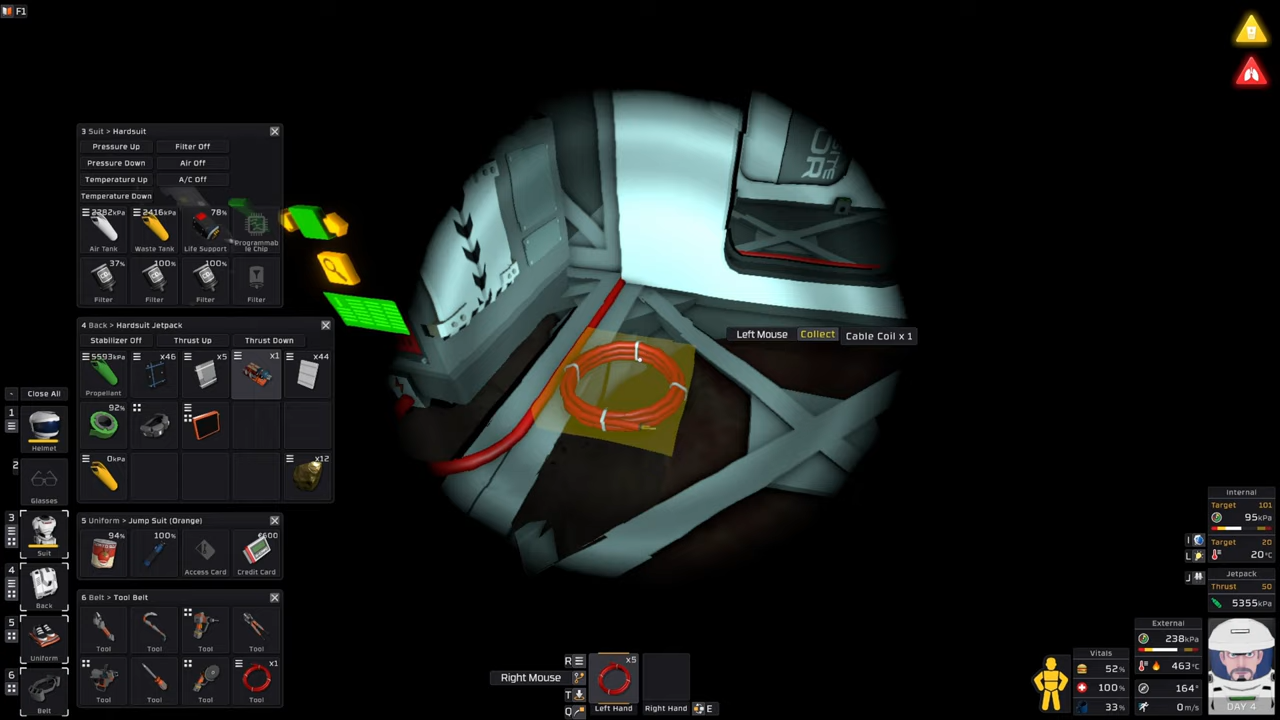 F1
3 Suit > Hardsuit
Pressure Up Filter Off
Pressure Down Air Off
Temperature Up A/C Off
Temperature Down
2282kPa 2416kPa 78%
Air Tank Waste Tank Life Support Programmable Chip
37% 100% 100%
Filter Filter Filter Filter
4 Back > Hardsuit Jetpack
Stabilizer Off Thrust Up Thrust Down
5593kPa x46 x5 x1 x44
Propellant
92%
0kPa x12
5 Uniform > Jump Suit (Orange)
94% 100% €600
Access Card Credit Card
6 Belt > Tool Belt
Tool Tool Tool Tool
x1
Tool Tool Tool Tool
- Close All
1
Helmet
2
Glasses
3
Suit
4
Back
5
Uniform
6
Belt
Left Mouse Collect Cable Coil x 1
R
Right Mouse
T
Q
x5
Left Hand Right Hand E
Internal
Target 101
95kPa
Target 20
20°C
I
L
J
Jetpack
Thrust 50
5355kPa
External
238kPa
463°C
164°
0m/s
Vitals
52%
100%
33%
DAY 4